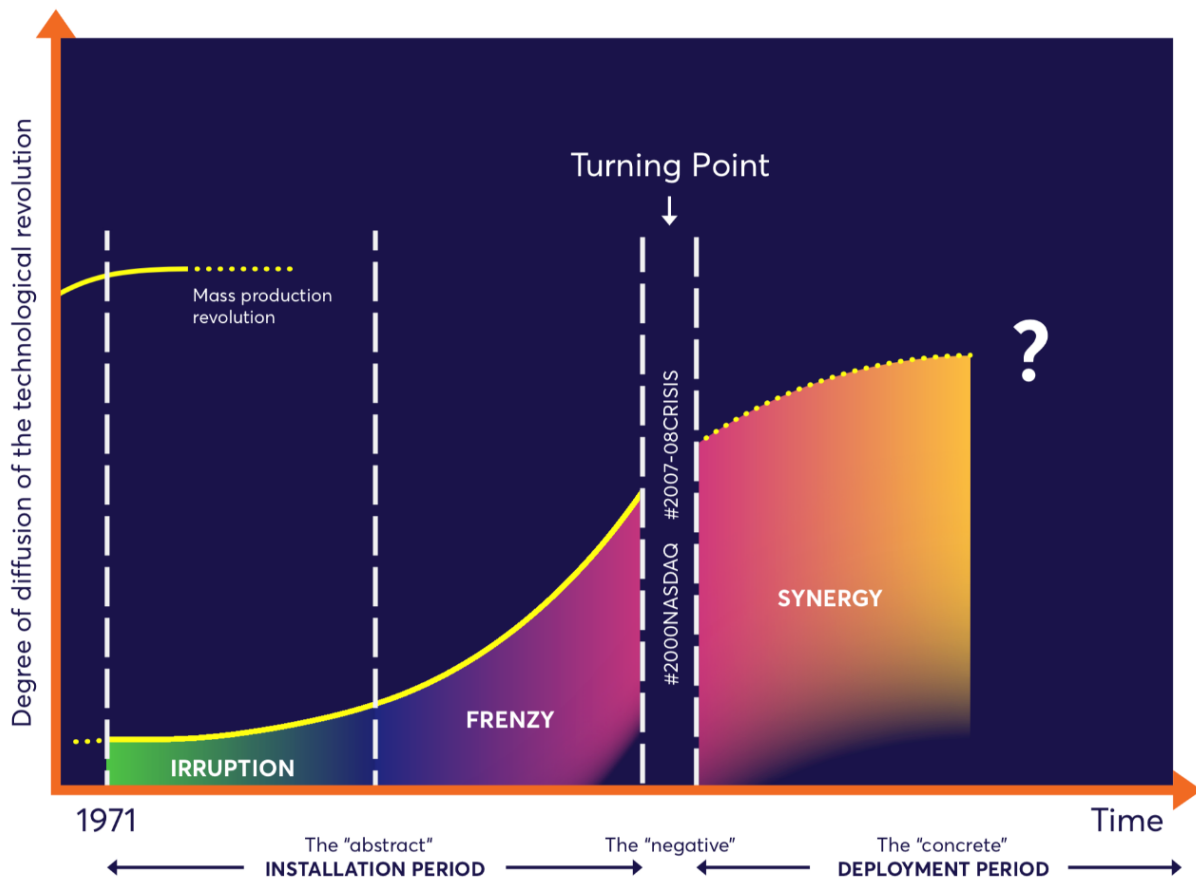 Degree of diffusion of the technological revolution
Turning Point
Mass production
revolution
#2000NASDAQ #2007-08CRISIS
?
IRRUPTION
FRENZY
SYNERGY
1971
Time
The "abstract"
INSTALLATION PERIOD
The "negative"
The "concrete"
DEPLOYMENT PERIOD